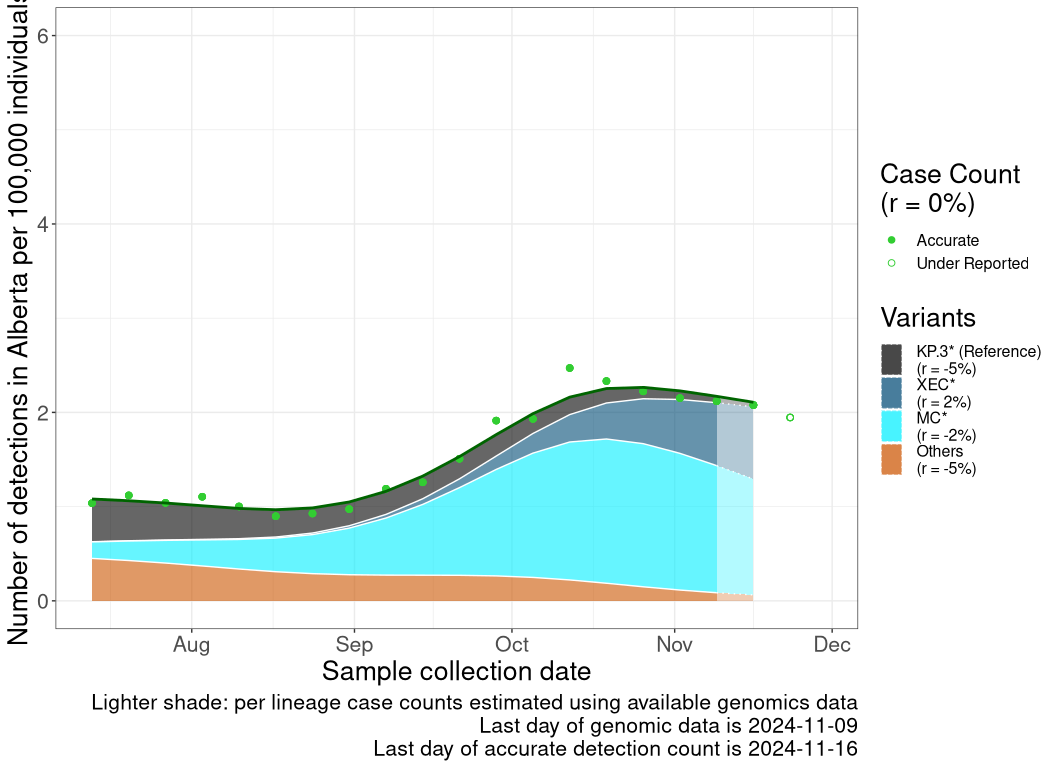 Number of detections in Alberta per 100,000 individuals
6
4
2
0
Aug
Sep
Oct
Nov
Dec
Sample collection date
Lighter shade: per lineage case counts estimated using available genomics data
Last day of genomic data is 2024-11-09
Last day of accurate detection count is 2024-11-16
Case Count
(r = 0%)
Accurate
Under Reported
Variants
KP.3* (Reference)
(r = -5%)
XEC*
(r = 2%)
MC*
(r = -2%)
Others
(r = -5%)